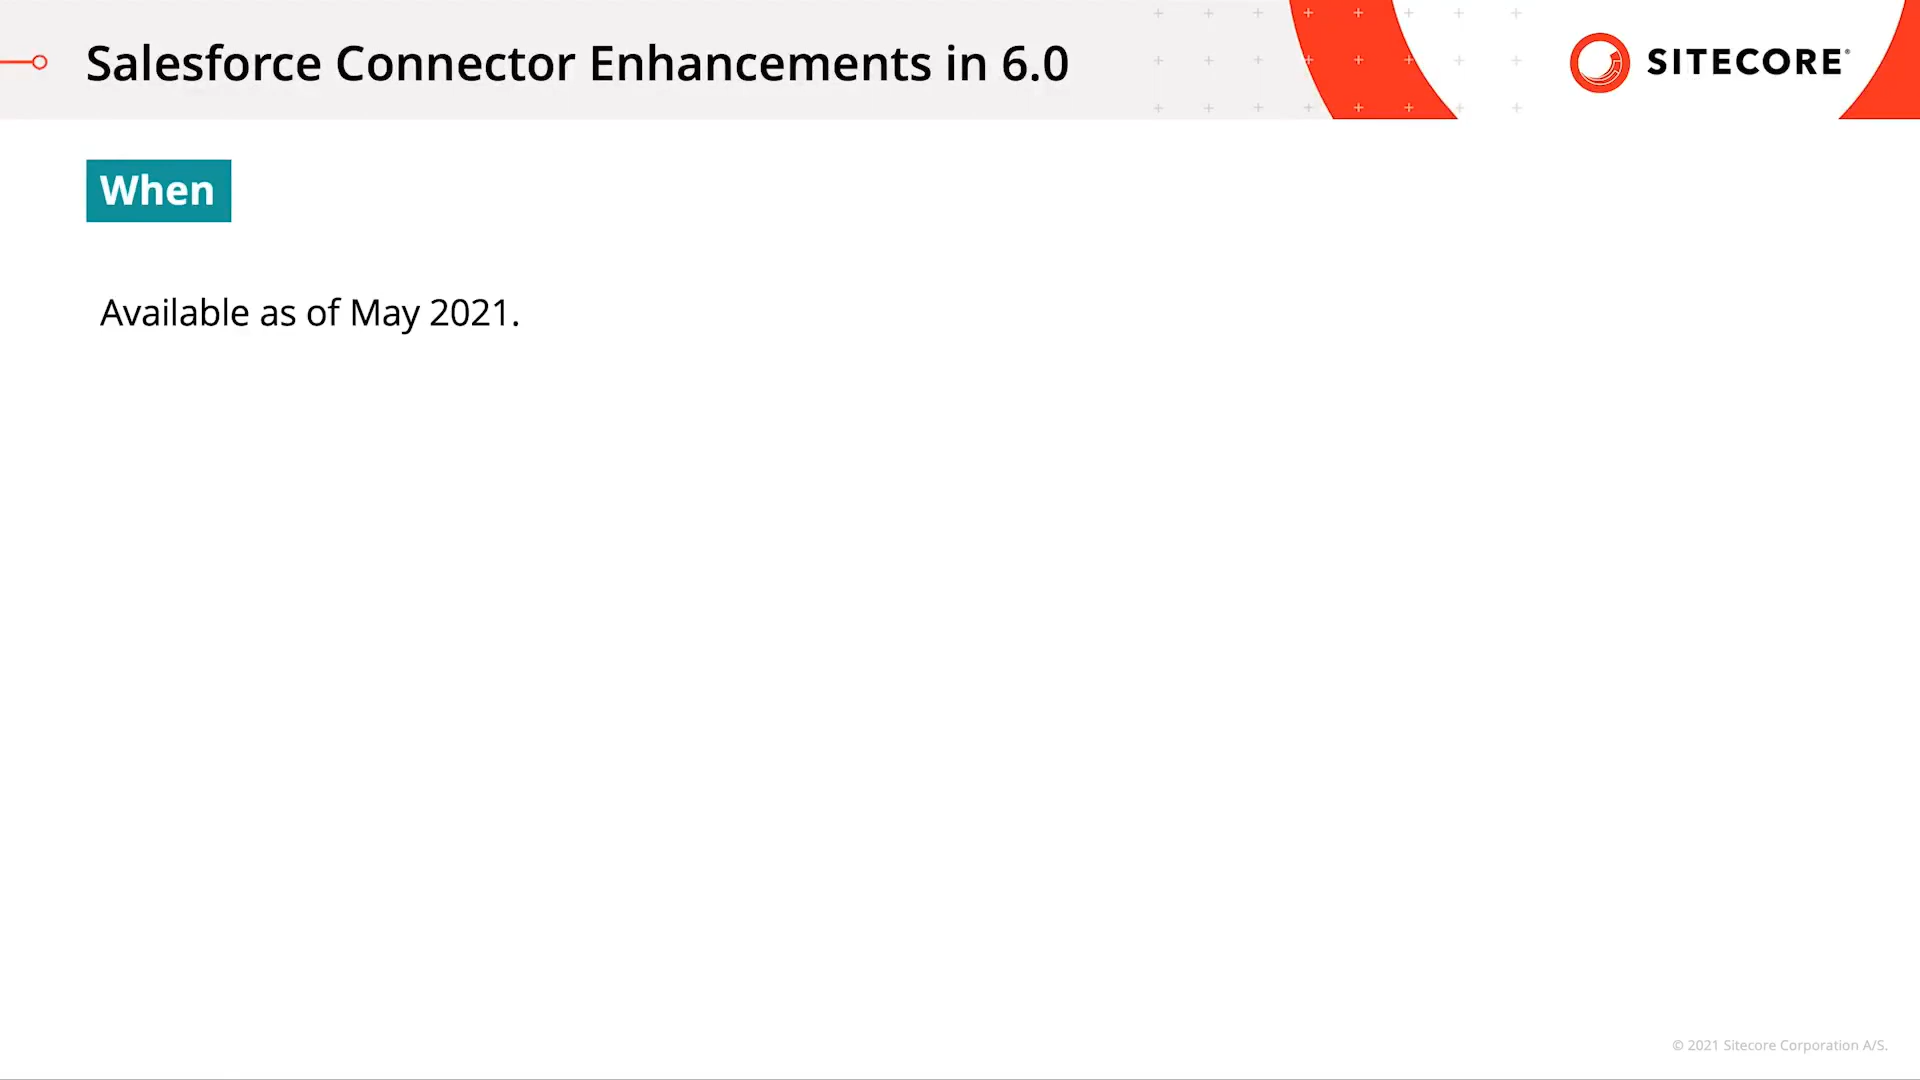 Salesforce Connector Enhancements in 6.0
SITECORE®
When
Available as of May 2021.
© 2021 Sitecore Corporation A/S.